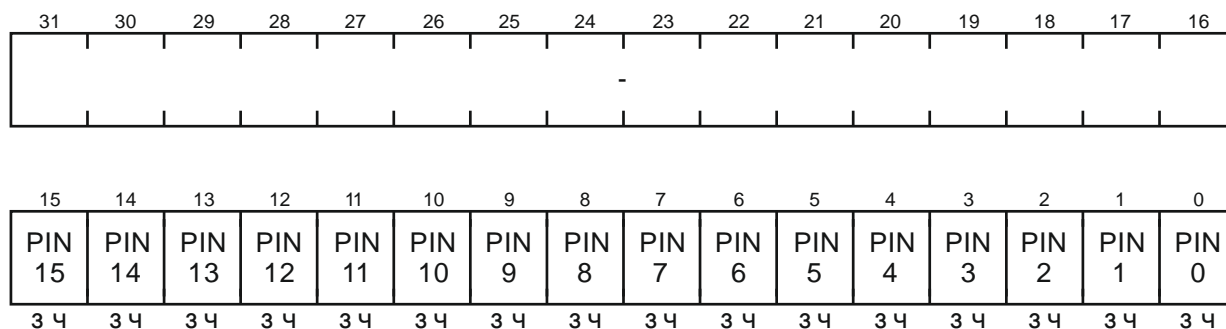 31 30 29 28 27 26 25 24 23 22 21 20 19 18 17 16
-
15 14 13 12 11 10 9 8 7 6 5 4 3 2 1 0
PIN PIN PIN PIN PIN PIN PIN PIN PIN PIN PIN PIN PIN PIN PIN PIN
15 14 13 12 11 10 9 8 7 6 5 4 3 2 1 0
З Ч З Ч З Ч З Ч З Ч З Ч З Ч З Ч З Ч З Ч З Ч З Ч З Ч З Ч З Ч З Ч